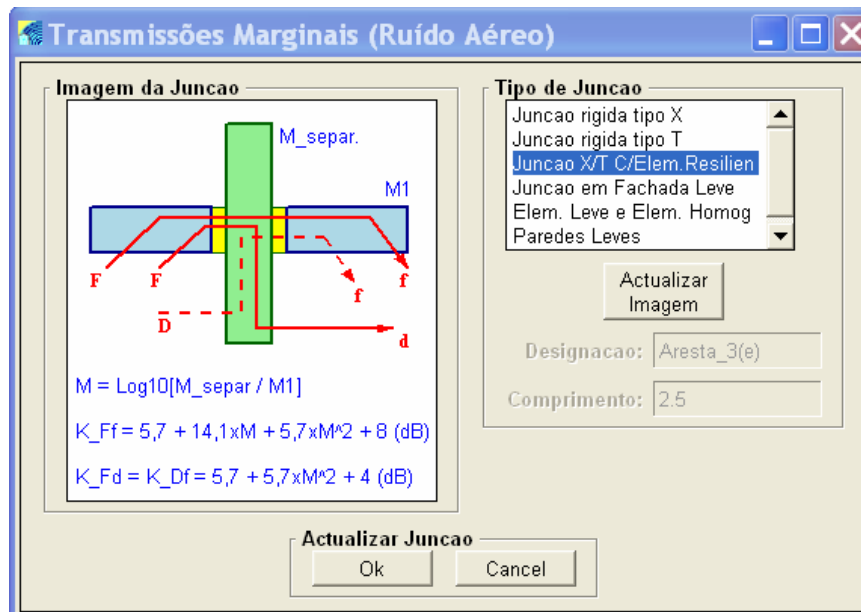 Transmissões Marginais (Ruído Aéreo)
Imagem da Juncao
M_separ.
M1
F
F
f
f
D
d
M = Log10[M_separ / M1]
K_Ff = 5,7 + 14,1xM + 5,7xM^2 + 8 (dB)
K_Fd = K_Df = 5,7 + 5,7xM^2 + 4 (dB)
Tipo de Juncao
Juncao rigida tipo X
Juncao rigida tipo T
Juncao X/T C/Elem.Resilien
Juncao em Fachada Leve
Elem. Leve e Elem. Homog
Paredes Leves
Actualizar
Imagem
Designacao: Aresta_3(e)
Comprimento: 2.5
Actualizar Juncao
Ok Cancel